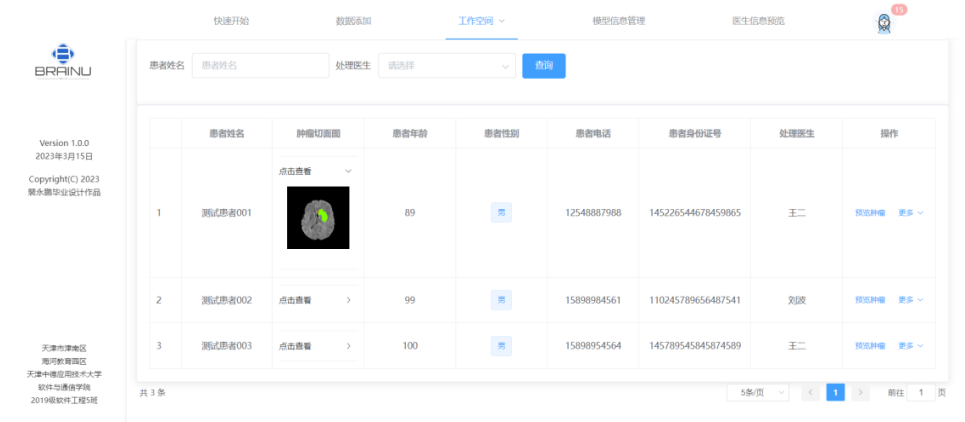 快速开始 数据添加 工作空间 模型信息管理 医生信息预览 15
BRAINU
患者姓名 患者姓名 处理医生 请选择 查询
Version 1.0.0
2023年3月15日
Copyright(C) 2023
永鹏毕业设计作品
患者姓名 肿瘤切面图 患者年龄 患者性别 患者电话 患者身份证号 处理医生 操作
点击查看
1 测试患者001 89 男 12548887988 145226544678459865 王二 预览肿瘤 更多
2 测试患者002 点击查看 99 男 15898984561 110245789656487541 刘波 预览肿瘤 更多
3 测试患者003 点击查看 100 男 15898954564 145789545845874589 王二 预览肿瘤 更多
天津市津南区
海河教育园区
天津中德应用技术大学
软件与通信学院
2019级软件工程5班
共 3 条 5条/页 1 前往 1 页